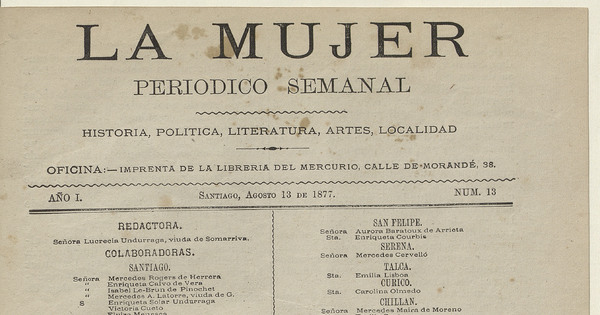 LA MUJER
PERIODICO SEMANAL
HISTORIA, POLITICA, LITERATURA, ARTES, LOCALIDAD
OFICINA:—IMPRENTA DE LA LIBRERIA DEL MERCURIO, CALLE DE MORANDÉ, 38.
AÑO I. SANTIAGO, AGOSTO 13 DE 1877. NUM. 13
REDACTORA.
Señora Lucrecia Undurraga, viuda de Somarriva.
COLABORADORAS.
SANTIAGO.
Señora Mercedes Rogers de Herrera
" Enriqueta Calvo de Vera
" Isabel Le-Brun de Pinochet
" Mercedes A. Latorre, viuda de G.
S Enriqueta Solar Undurraga
" Victoria Cueto
SAN FELIPE.
Señora Aurora Baratoux de Arrieta
Sta. Enriqueta Courbis
SERENA.
Señora Mercedes Cervelló
TALCA.
Sta. Emilia Lisboa
CURICO.
Sta. Carolina Olmedo
CHILLAN.
Señora Mercedes Maira de Moreno